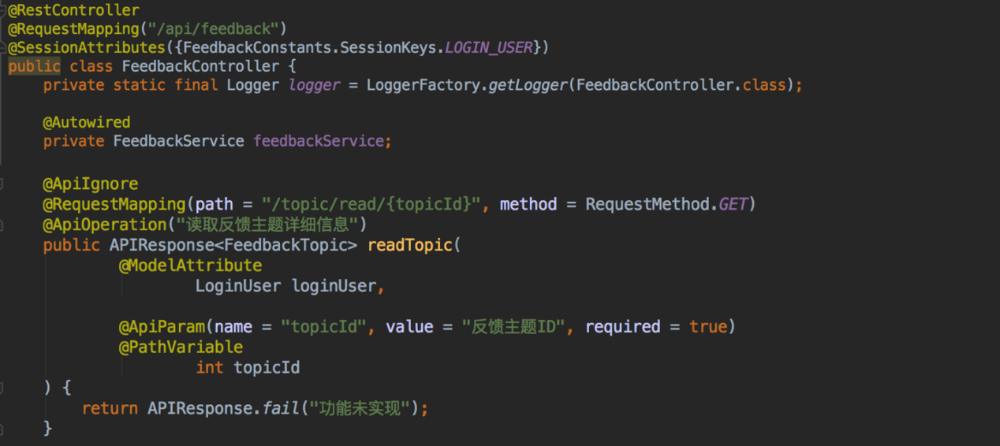 @RestController
@RequestMapping("/api/feedback")
@SessionAttributes({FeedbackConstants.SessionKeys.LOGIN_USER})
public class FeedbackController {
    private static final Logger logger = LoggerFactory.getLogger(FeedbackController.class);
    @Autowired
    private FeedbackService feedbackService;
    @ApiIgnore
    @RequestMapping(path = "/topic/read/{topicId}", method = RequestMethod.GET)
    @ApiOperation("读取反馈主题详细信息")
    public APIResponse<FeedbackTopic> readTopic(
            @ModelAttribute
                    LoginUser loginUser,
            @ApiParam(name = "topicId", value = "反馈主题ID", required = true)
            @PathVariable
                    int topicId
    ) {
        return APIResponse.fail("功能未实现");
    }